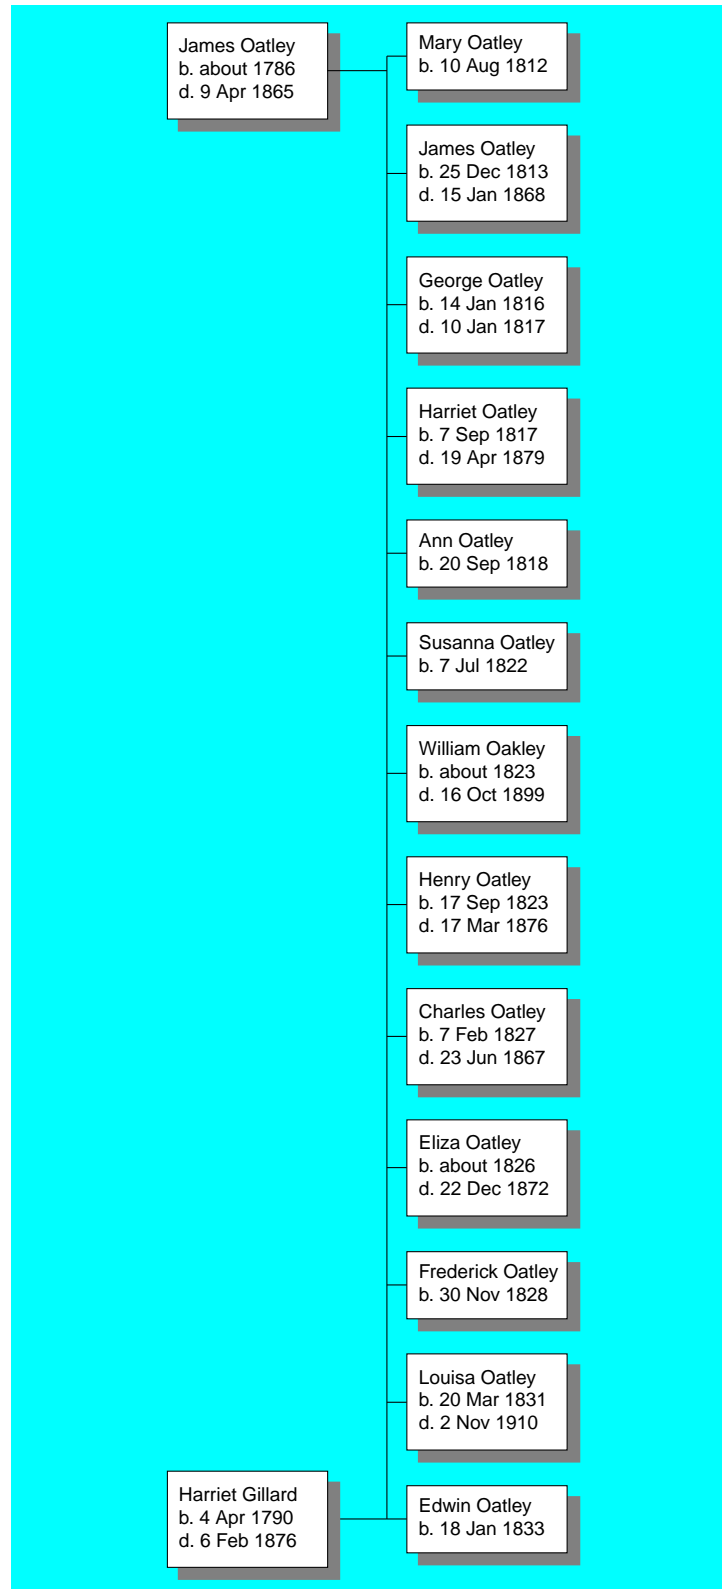 James Oatley
b. about 1786
d. 9 Apr 1865
Mary Oatley
b. 10 Aug 1812
James Oatley
b. 25 Dec 1813
d. 15 Jan 1868
George Oatley
b. 14 Jan 1816
d. 10 Jan 1817
Harriet Oatley
b. 7 Sep 1817
d. 19 Apr 1879
Ann Oatley
b. 20 Sep 1818
Susanna Oatley
b. 7 Jul 1822
William Oakley
b. about 1823
d. 16 Oct 1899
Henry Oatley
b. 17 Sep 1823
d. 17 Mar 1876
Charles Oatley
b. 7 Feb 1827
d. 23 Jun 1867
Eliza Oatley
b. about 1826
d. 22 Dec 1872
Frederick Oatley
b. 30 Nov 1828
Louisa Oatley
b. 20 Mar 1831
d. 2 Nov 1910
Harriet Gillard
b. 4 Apr 1790
d. 6 Feb 1876
Edwin Oatley
b. 18 Jan 1833